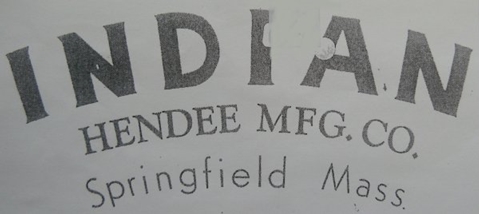 INDIAN
HENDEE MFG. CO.
Springfield Mass.